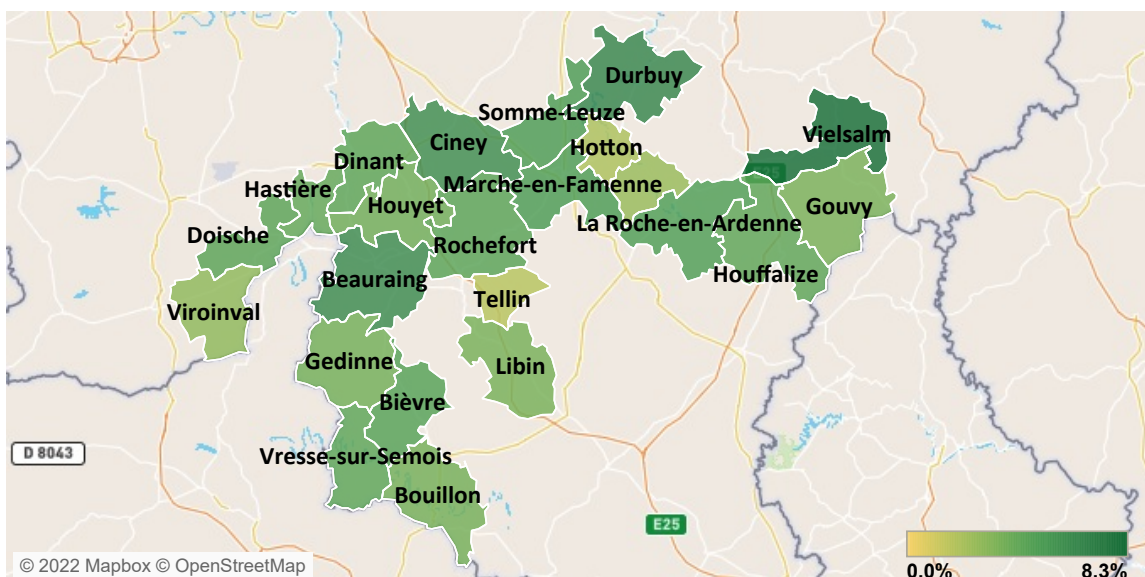 Durbuy
Somme-Leuze
Vielsalm
Ciney
Hotton
Dinant
Marche-en-Famenne
Hastière
Houyet
Gouvy
La Roche-en-Ardenne
Doische
Rochefort
Houffalize
Beauraing
Tellin
Viroinval
Gedinne
Libin
Bièvre
D 8043
Vresse-sur-Semois
Bouillon
E25
© 2022 Mapbox © OpenStreetMap
0.0% 8.3%